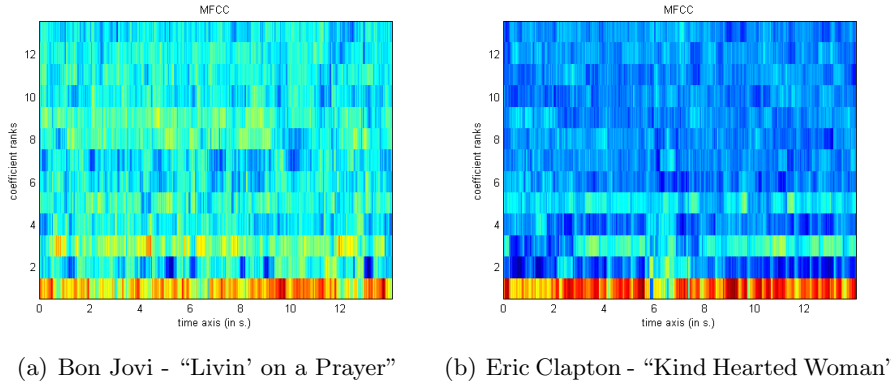 MFCC
12
10
8
6
4
2
coefficient ranks
0 2 4 6 8 10 12
time axis (in s.)
(a) Bon Jovi - “Livin’ on a Prayer”
MFCC
12
10
8
6
4
2
coefficient ranks
0 2 4 6 8 10 12
time axis (in s.)
(b) Eric Clapton - “Kind Hearted Woman’